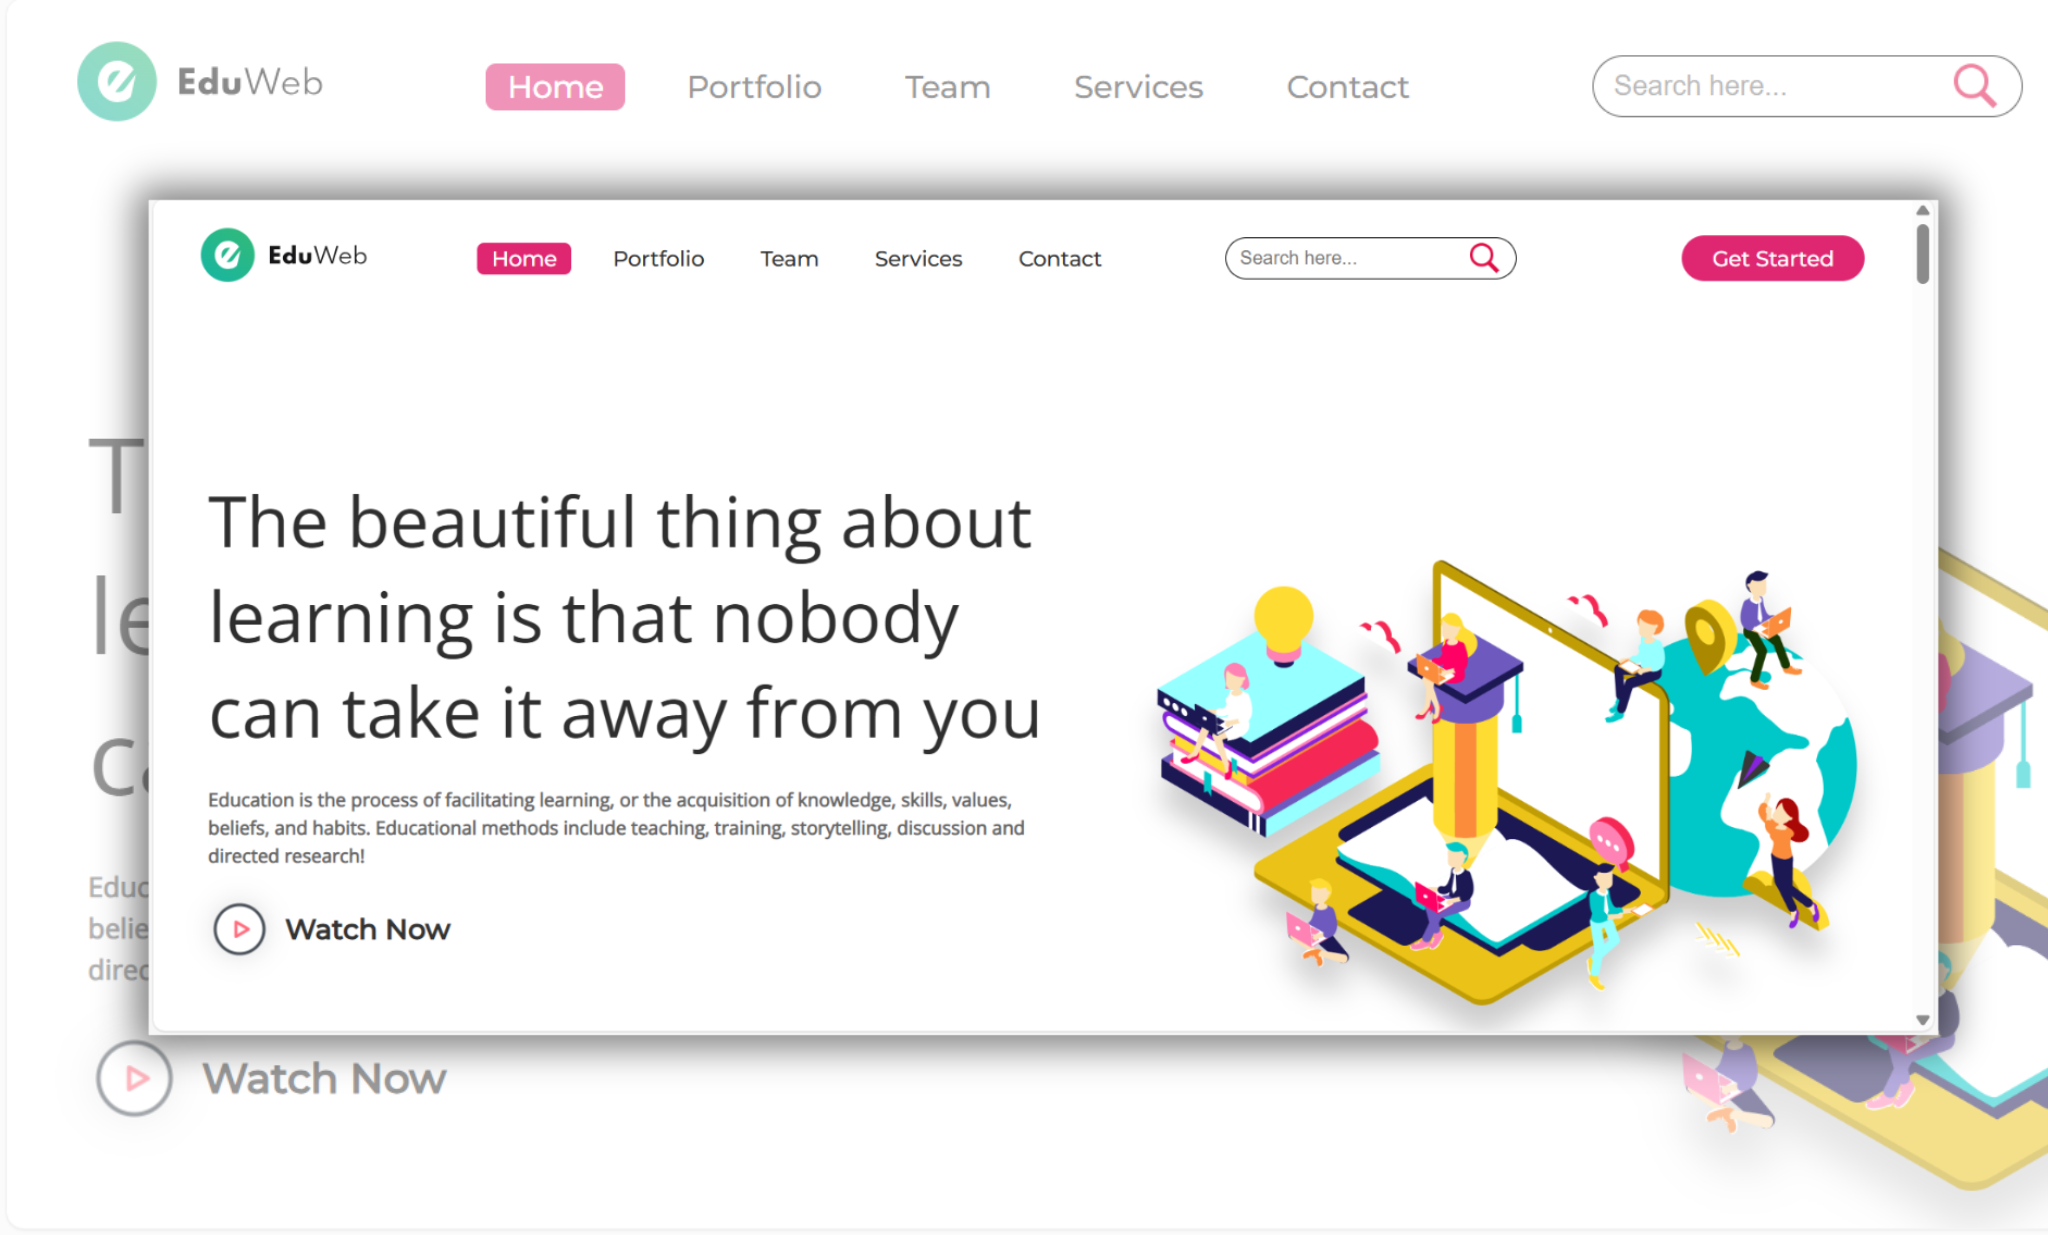 EduWeb
Home
Portfolio
Team
Services
Contact
Search here...
EduWeb
Home
Portfolio
Team
Services
Contact
Search here...
Get Started
The beautiful thing about
learning is that nobody
can take it away from you
Education is the process of facilitating learning, or the acquisition of knowledge, skills, values,
beliefs, and habits. Educational methods include teaching, training, storytelling, discussion and
directed research!
Watch Now
T
le
c
Educ
belie
direc
Watch Now